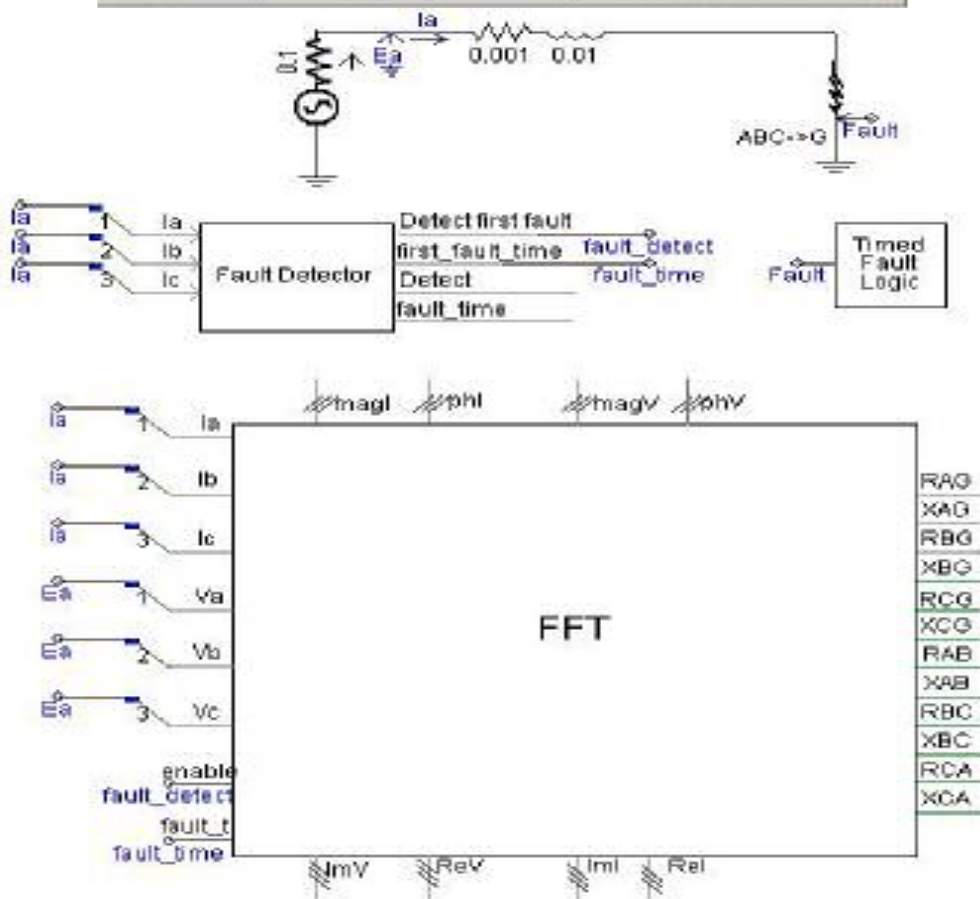 Ia
0.1
Ea
0.001 0.01
ABC->G
Fault
Ia 1 Ia
Ia 2 Ib
Ia 3 Ic
Fault Detector
Detect first fault
first_fault_time
Detect
fault_time
fault_detect
fault_time
Fault
Timed
Fault
Logic
magI phI magV phV
Ia 1 Ia
Ia 2 Ib
Ia 3 Ic
Ea 1 Va
Ea 2 Vb
Ea 3 Vc
enable
fault_detect
fault_t
fault_time
FFT
RAG
XAG
RBG
XBG
RCG
XCG
RAB
XAB
RBC
XBC
RCA
XCA
ImV ReV ImI ReI